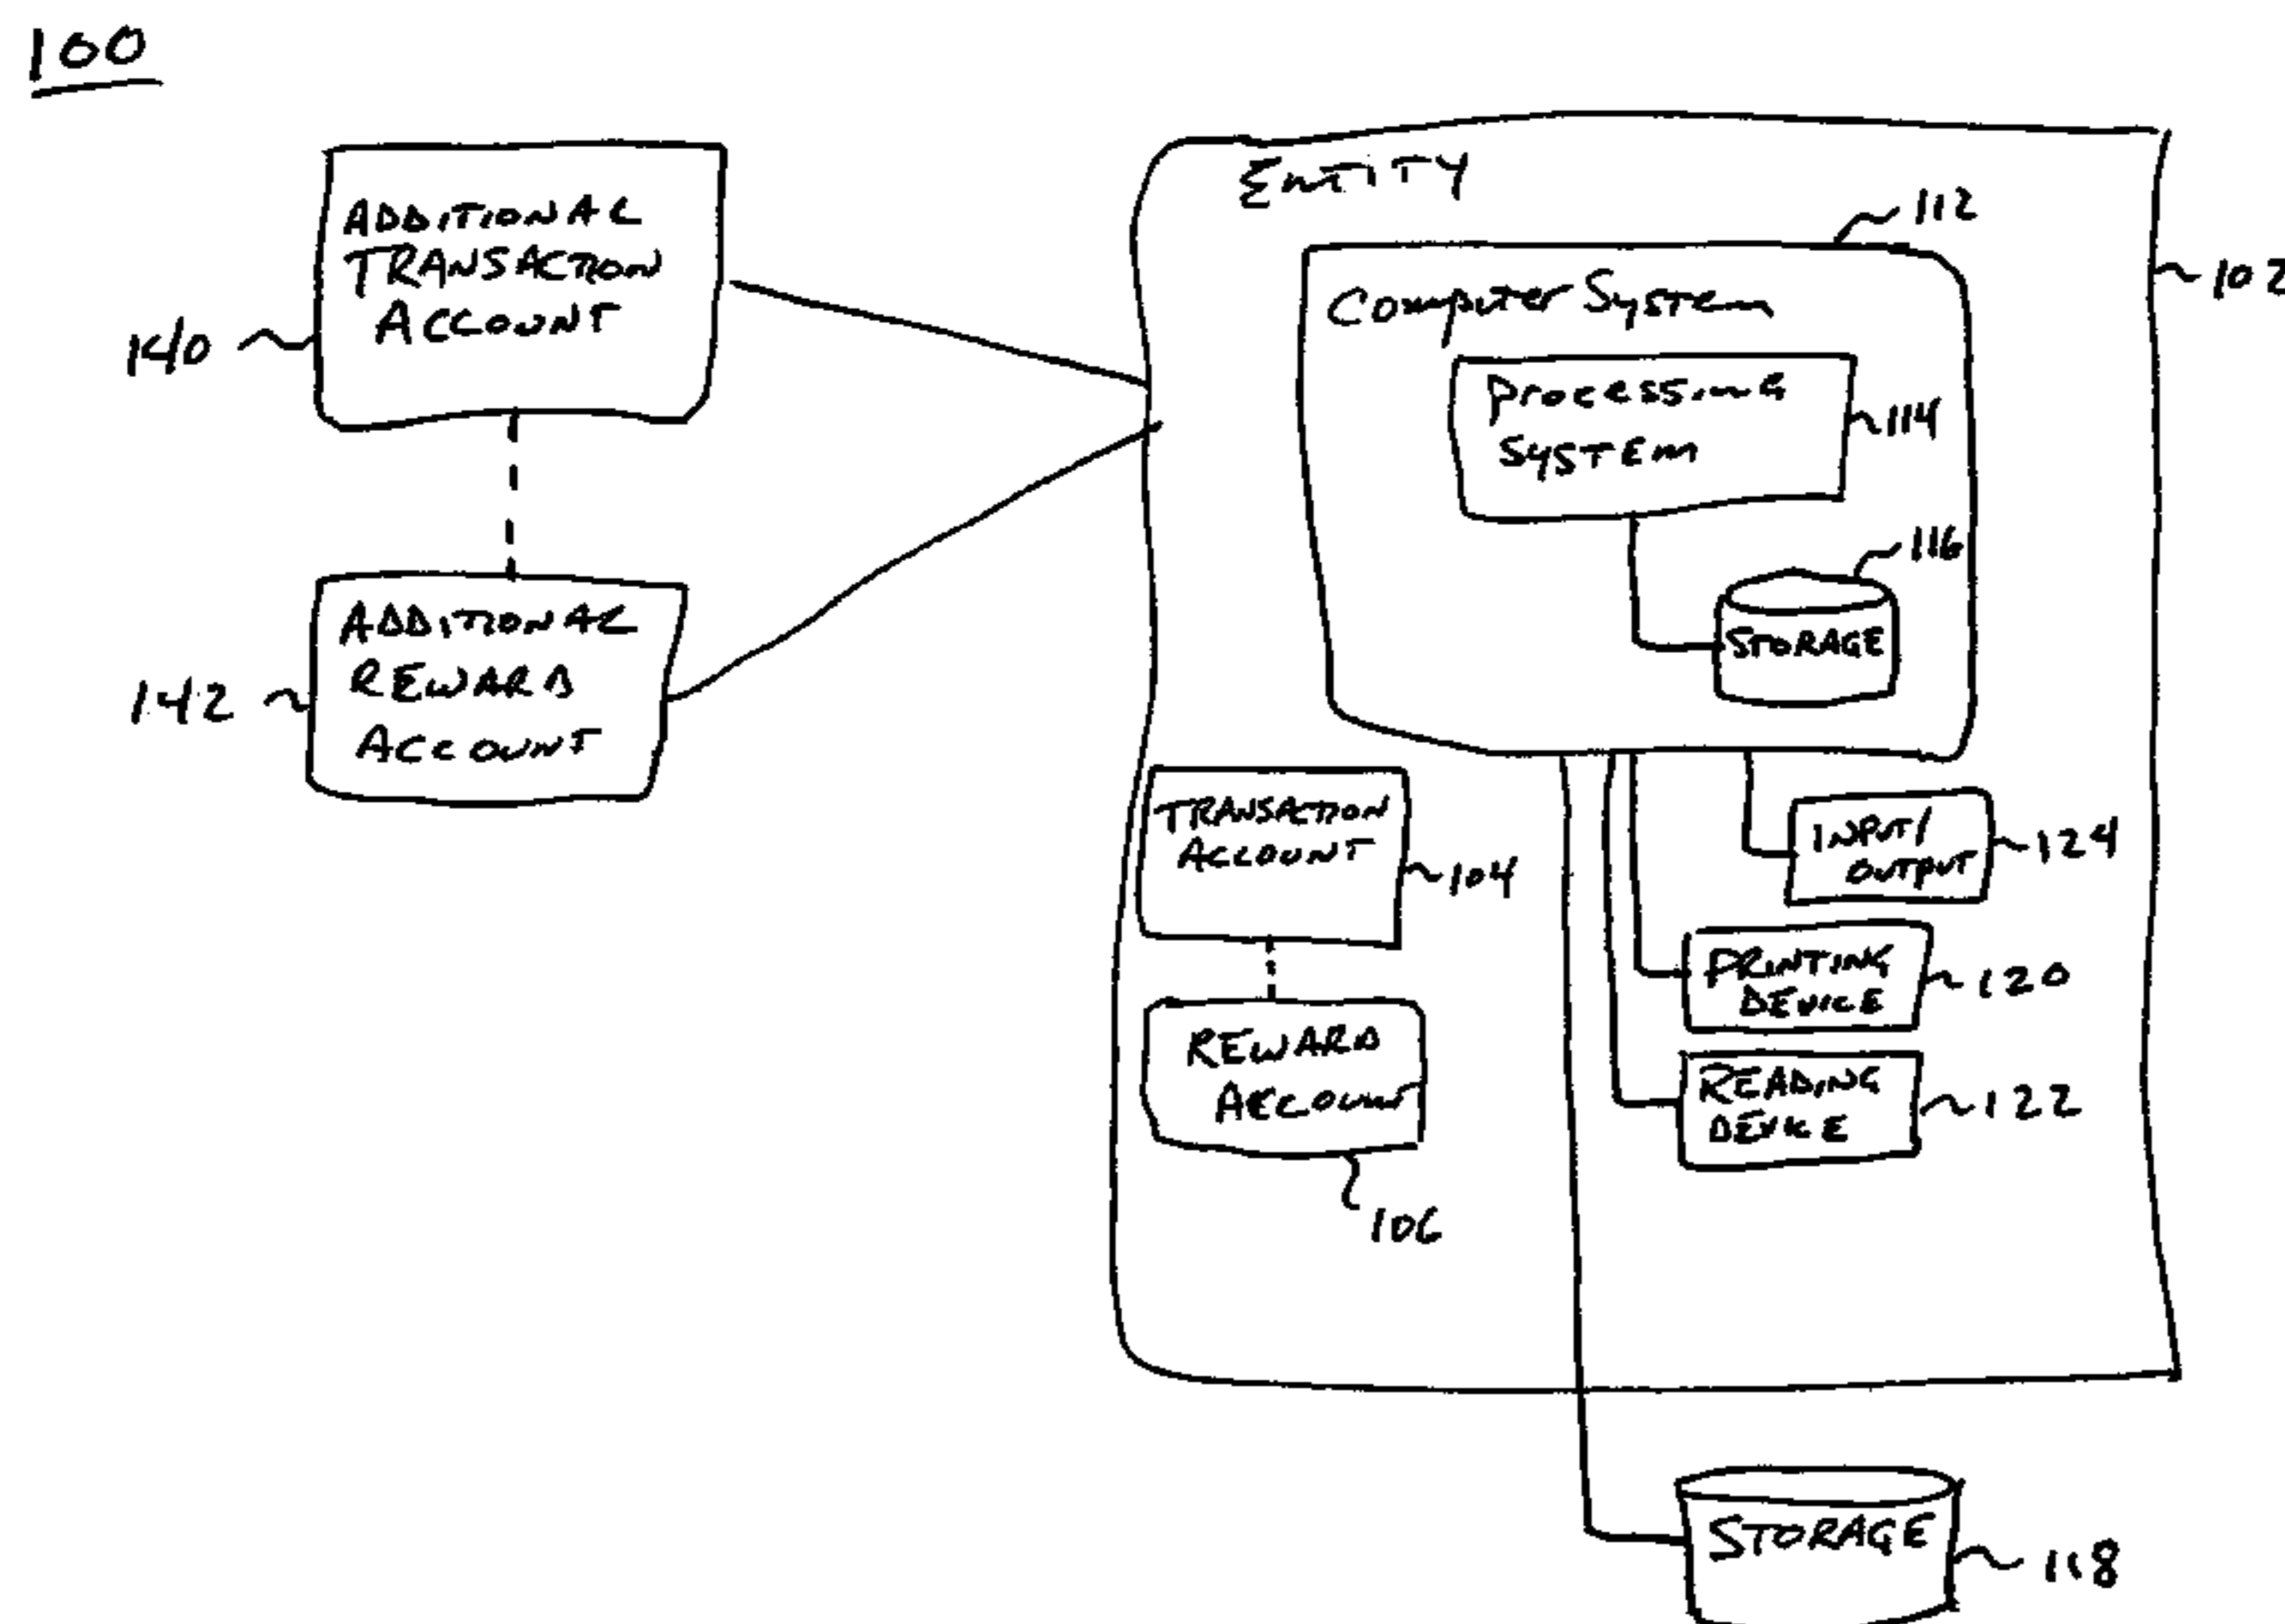 100
ADDITIONAL
TRANSACTION
ACCOUNT
140
ADDITIONAL
REWARD
ACCOUNT
142
ENTITY
102
112
Computer System
Processing
SYSTEM
114
116
STORAGE
TRANSACTION
ACCOUNT
104
REWARD
ACCOUNT
106
INPUT/
OUTPUT
124
PRINTING
DEVICE
120
READING
DEVICE
122
STORAGE
118